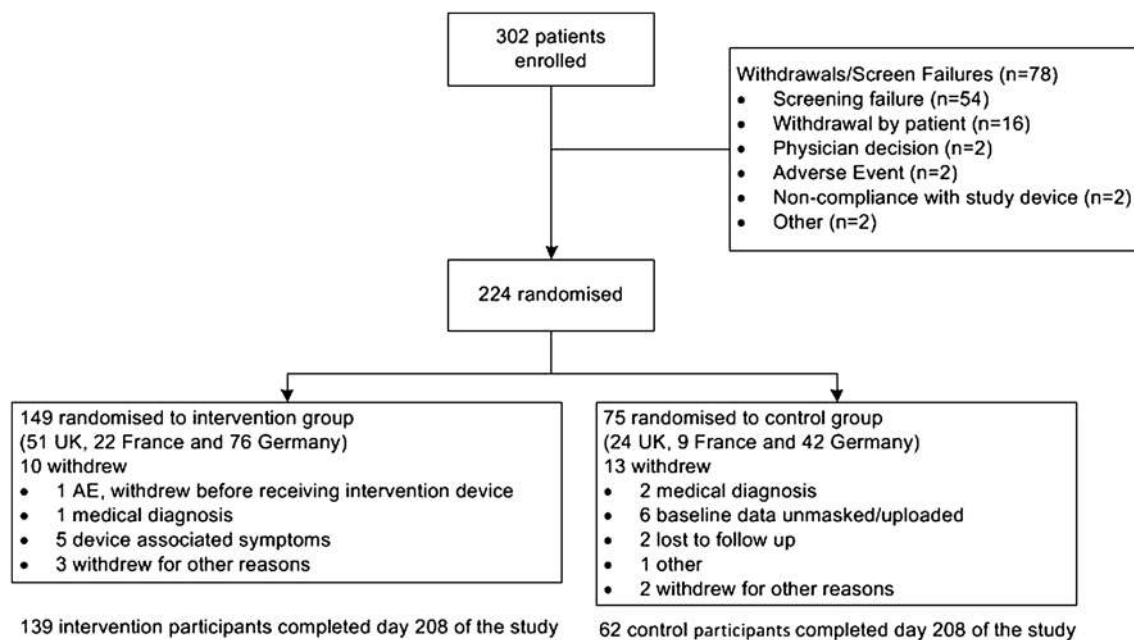 302 patients
enrolled
Withdrawals/Screen Failures (n=78)
• Screening failure (n=54)
• Withdrawal by patient (n=16)
• Physician decision (n=2)
• Adverse Event (n=2)
• Non-compliance with study device (n=2)
• Other (n=2)
224 randomised
149 randomised to intervention group
(51 UK, 22 France and 76 Germany)
10 withdrew
• 1 AE, withdrew before receiving intervention device
• 1 medical diagnosis
• 5 device associated symptoms
• 3 withdrew for other reasons
139 intervention participants completed day 208 of the study
75 randomised to control group
(24 UK, 9 France and 42 Germany)
13 withdrew
• 2 medical diagnosis
• 6 baseline data unmasked/uploaded
• 2 lost to follow up
• 1 other
• 2 withdrew for other reasons
62 control participants completed day 208 of the study